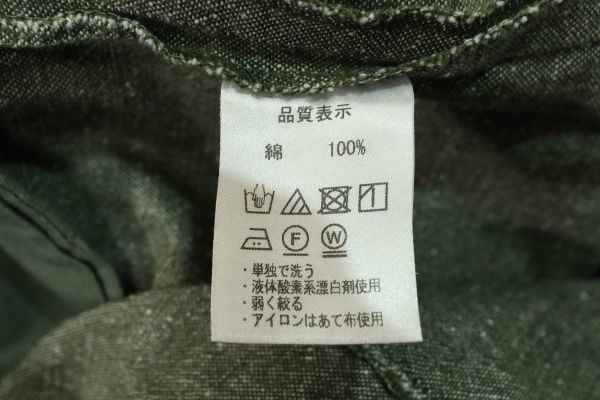 品質表示
綿 100%
F W
・単独で洗う
・液体酸素系漂白剤使用
・弱く絞る
・アイロンはあて布使用